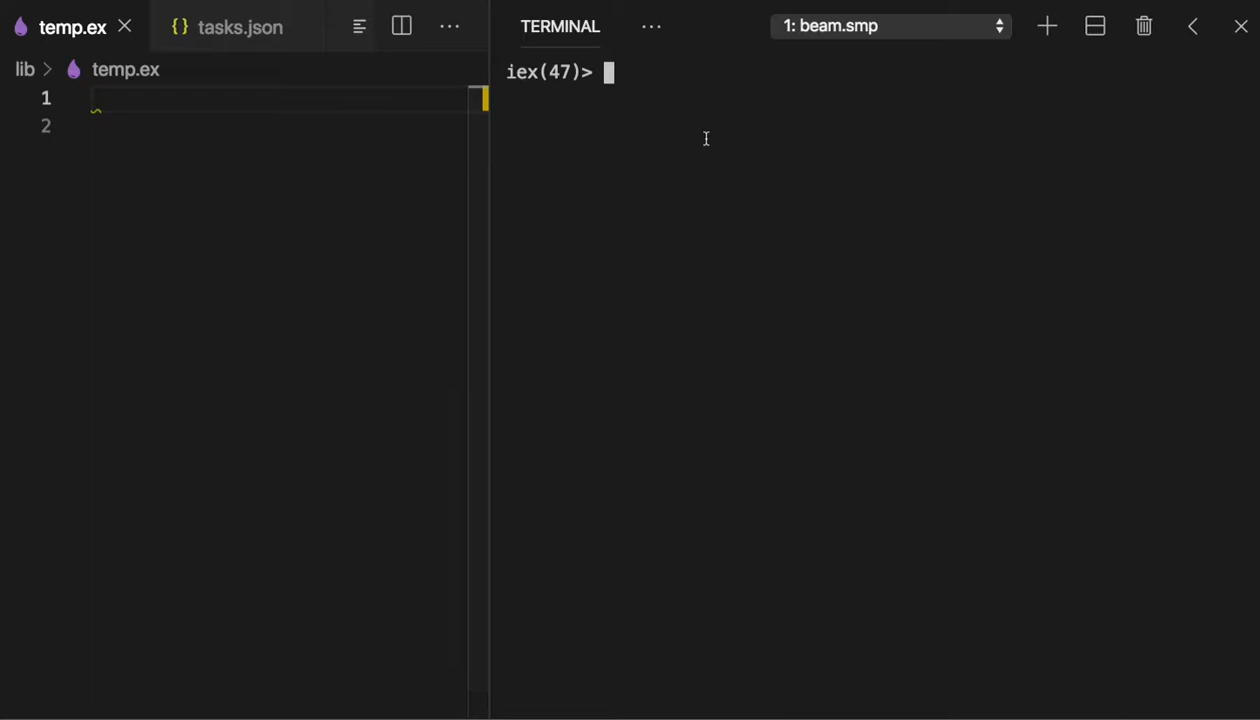 temp.ex
{} tasks.json
TERMINAL
1: beam.smp
lib > temp.ex
1
2
iex(47)>